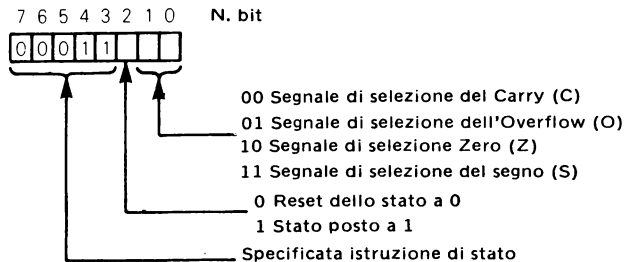 7 6 5 4 3 2 1 0 N. bit
0 0 0 1 1
00 Segnale di selezione del Carry (C)
01 Segnale di selezione dell'Overflow (O)
10 Segnale di selezione Zero (Z)
11 Segnale di selezione del segno (S)
0 Reset dello stato a 0
1 Stato posto a 1
Specificata istruzione di stato